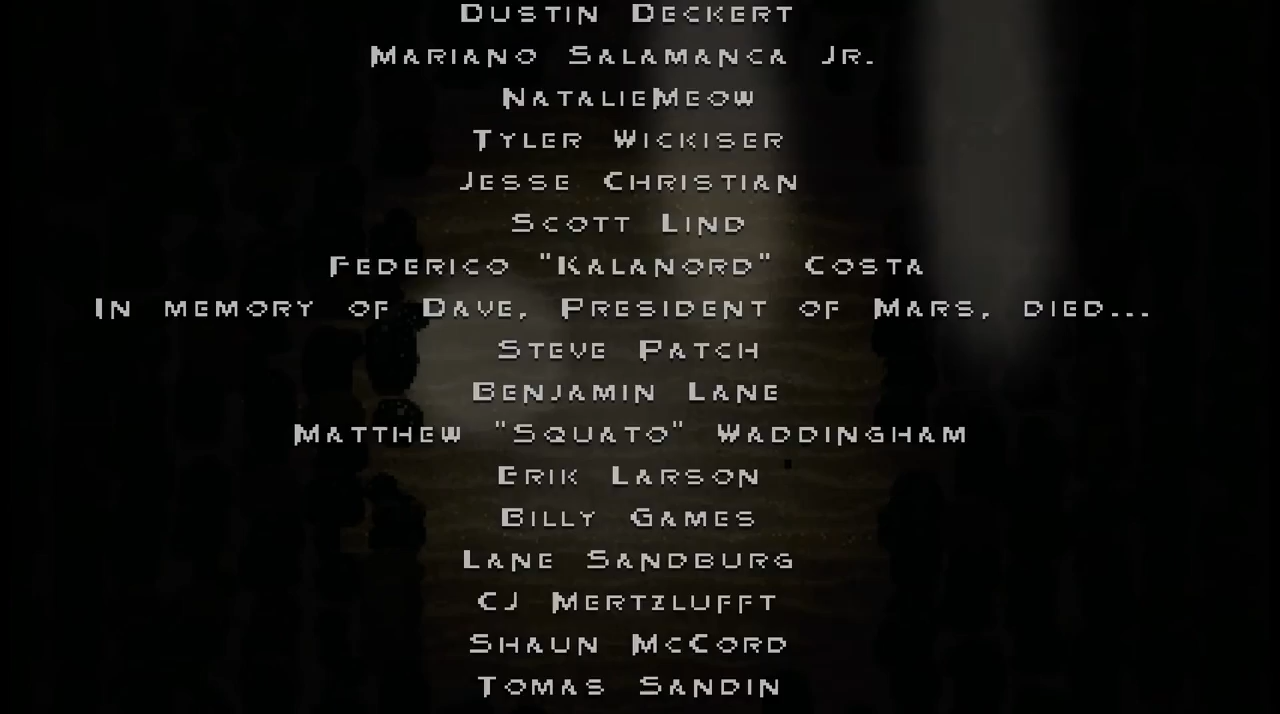 Dustin Deckert
Mariano Salamanca Jr.
NatalieMeow
Tyler Wickiser
Jesse Christian
Scott Lind
Federico "Kalanord" Costa
In memory of Dave, President of Mars, died...
Steve Patch
Benjamin Lane
Matthew "Squato" Waddingham
Erik Larson
Billy Games
Lane Sandburg
CJ Mertzlufft
Shaun McCord
Tomas Sandin